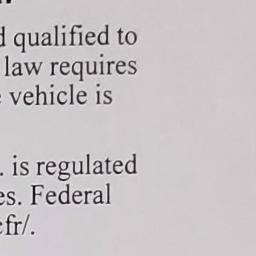 qualified to
law requires
vehicle is
. is regulated
es. Federal
cfr/.